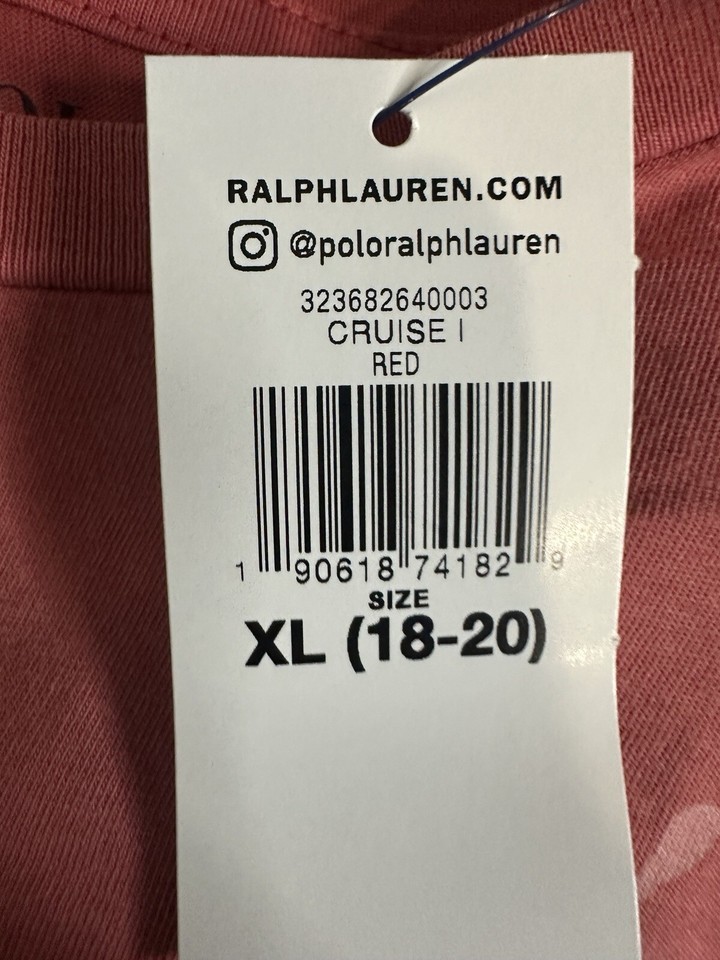 RALPHLAUREN.COM
@poloralphlauren
323682640003
CRUISE I
RED
1 90618 74182 9
SIZE
XL (18-20)